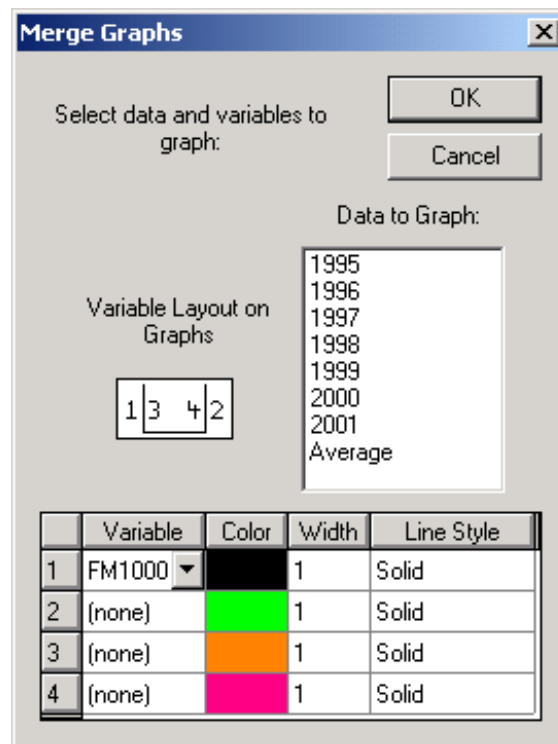 Merge Graphs
Select data and variables to
graph:
OK
Cancel
Data to Graph:
1995
1996
1997
1998
1999
2000
2001
Average
Variable Layout on
Graphs
1 3 4 2
Variable Color Width Line Style
1 FM1000 1 Solid
2 (none) 1 Solid
3 (none) 1 Solid
4 (none) 1 Solid